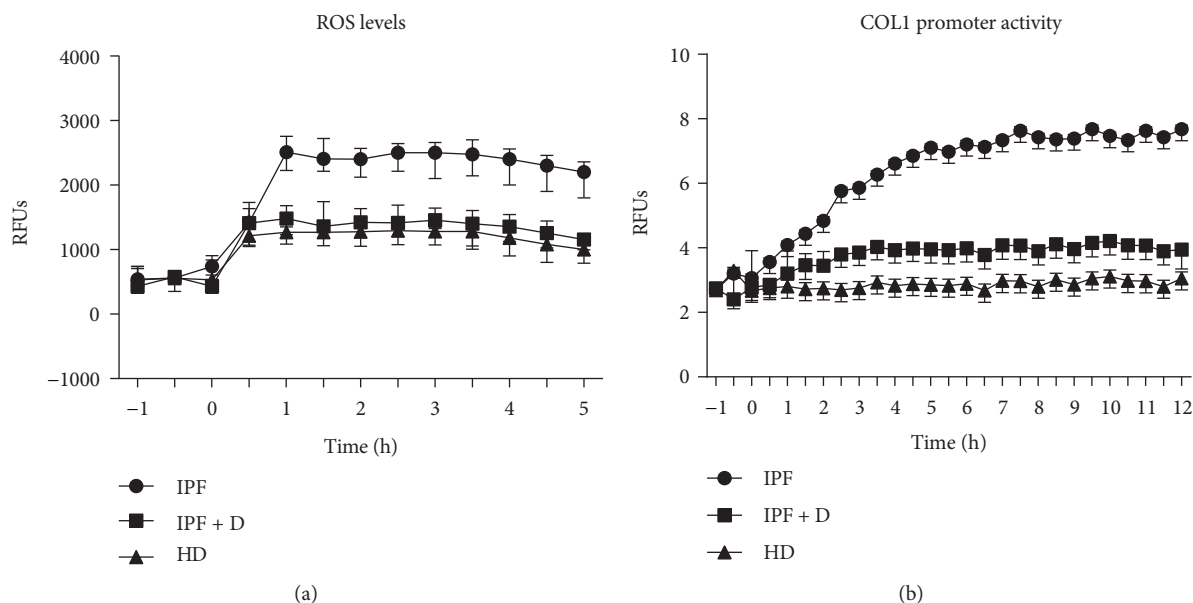 ROS levels
4000
3000
2000
1000
0
−1000
RFUs
−1 0 1 2 3 4 5
Time (h)
IPF
IPF + D
HD
(a)
COL1 promoter activity
10
8
6
4
2
0
RFUs
−1 0 1 2 3 4 5 6 7 8 9 10 11 12
Time (h)
IPF
IPF + D
HD
(b)